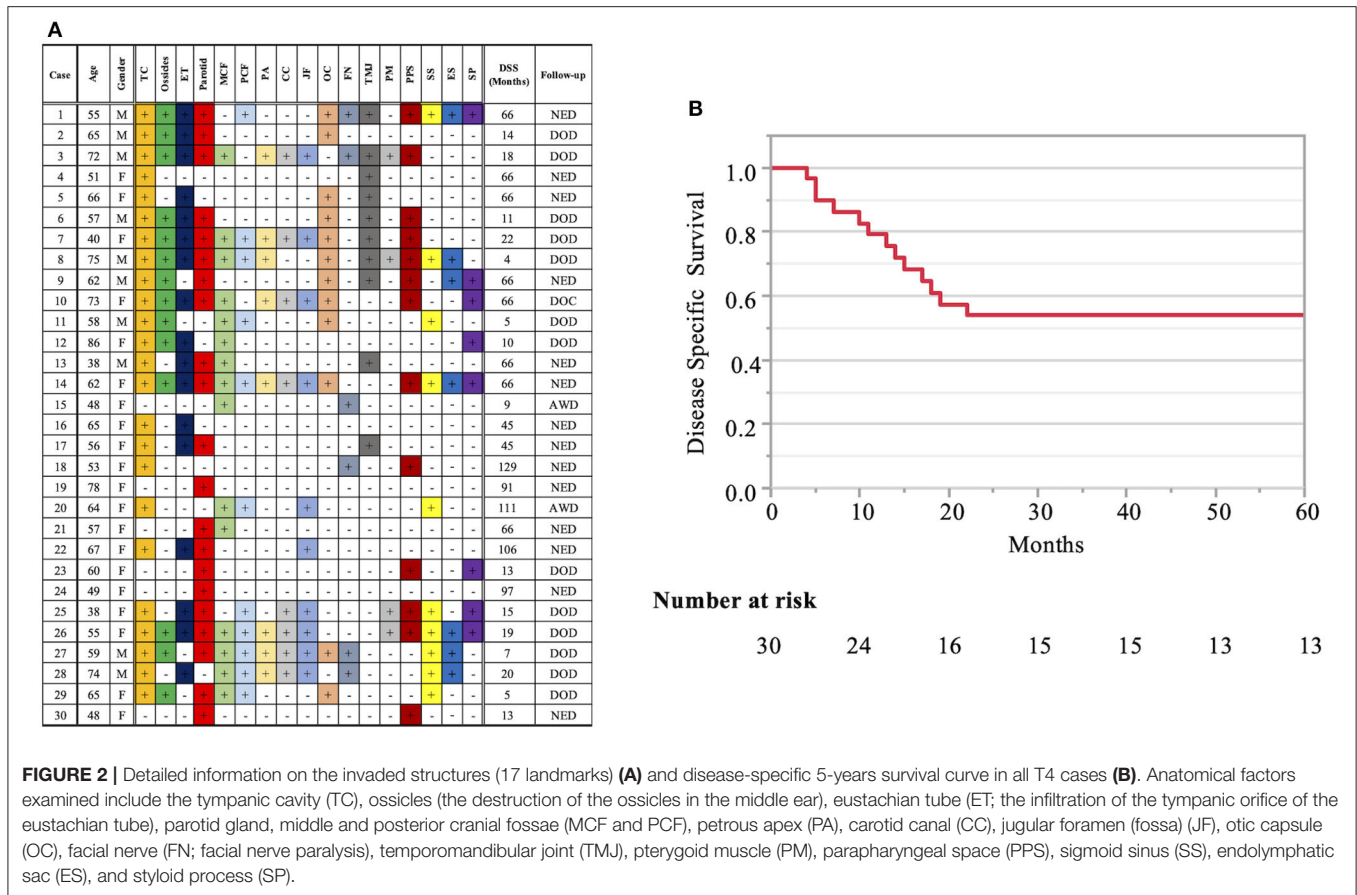 A
Case Age Gender TC Ossicles ET Parotid MCF PCF PA CC JF OC FN TMJ PM PPS SS ES SP DSS (Months) Follow-up
1 55 M + + + + - + - - - + + + - + + + + 66 NED
2 65 M + + + + - - - - - + - - - - - - - 14 DOD
3 72 M + + + + + - + + + - + + + + - - - 18 DOD
4 51 F + - - - - - - - - - - + - - - - - 66 NED
5 66 F + - + - - - - - - + - + - - - - - 66 NED
6 57 M + + + + - - - - - + - + - + - - - 11 DOD
7 40 F + + + + + + + + + + - + - + - - - 22 DOD
8 75 M + + + + + + + - - + - + + + + + - 4 DOD
9 62 M + + - + - - - - - + - + - + - + + 66 NED
10 73 F + + + + + - + + + + - - - + - - + 66 DOC
11 58 M + + - - + + - - - + - - - - + - - 5 DOD
12 86 F + + + - + - - - - - - - - - - - + 10 DOD
13 38 M + - + + + - - - - - - + - - - - - 66 NED
14 62 F + + + + + + + + + + - - - + + + + 66 NED
15 48 F - - - - + - - - - - + - - - - - - 9 AWD
16 65 F + - + - - - - - - - - - - - - - - 45 NED
17 56 F + - + + - - - - - - - + - - - - - 45 NED
18 53 F + - - - - - - - - - + - - + - - - 129 NED
19 78 F - - - + - - - - - - - - - - - - - 91 NED
20 64 F + - - - + + - - + - - - - - + - - 111 AWD
21 57 F - - - + + - - - - - - - - - - - - 66 NED
22 67 F + - + + - - - - + - - - - - - - - 106 NED
23 60 F - - - + - - - - - - - - - + - - + 13 DOD
24 49 F - - - + - - - - - - - - - - - - - 97 NED
25 38 F + - + + - + - + + - - - + + + - + 15 DOD
26 55 F + + + + + + + + + - - - + + + + + 19 DOD
27 59 M + + - + + + + + + + + - - - + + - 7 DOD
28 74 M + - + - + + + + + - + - - - + + - 20 DOD
29 65 F + + - + + + - - - + - - - - + - - 5 DOD
30 48 F - - - + - - - - - - - - - + - - - 13 NED
B
Disease Specific Survival
1.0
0.8
0.6
0.4
0.2
0.0
0 10 20 30 40 50 60
Months
Number at risk
30 24 16 15 15 13 13
FIGURE 2 | Detailed information on the invaded structures (17 landmarks) (A) and disease-specific 5-years survival curve in all T4 cases (B). Anatomical factors
examined include the tympanic cavity (TC), ossicles (the destruction of the ossicles in the middle ear), eustachian tube (ET; the infiltration of the tympanic orifice of the
eustachian tube), parotid gland, middle and posterior cranial fossae (MCF and PCF), petrous apex (PA), carotid canal (CC), jugular foramen (fossa) (JF), otic capsule
(OC), facial nerve (FN; facial nerve paralysis), temporomandibular joint (TMJ), pterygoid muscle (PM), parapharyngeal space (PPS), sigmoid sinus (SS), endolymphatic
sac (ES), and styloid process (SP).